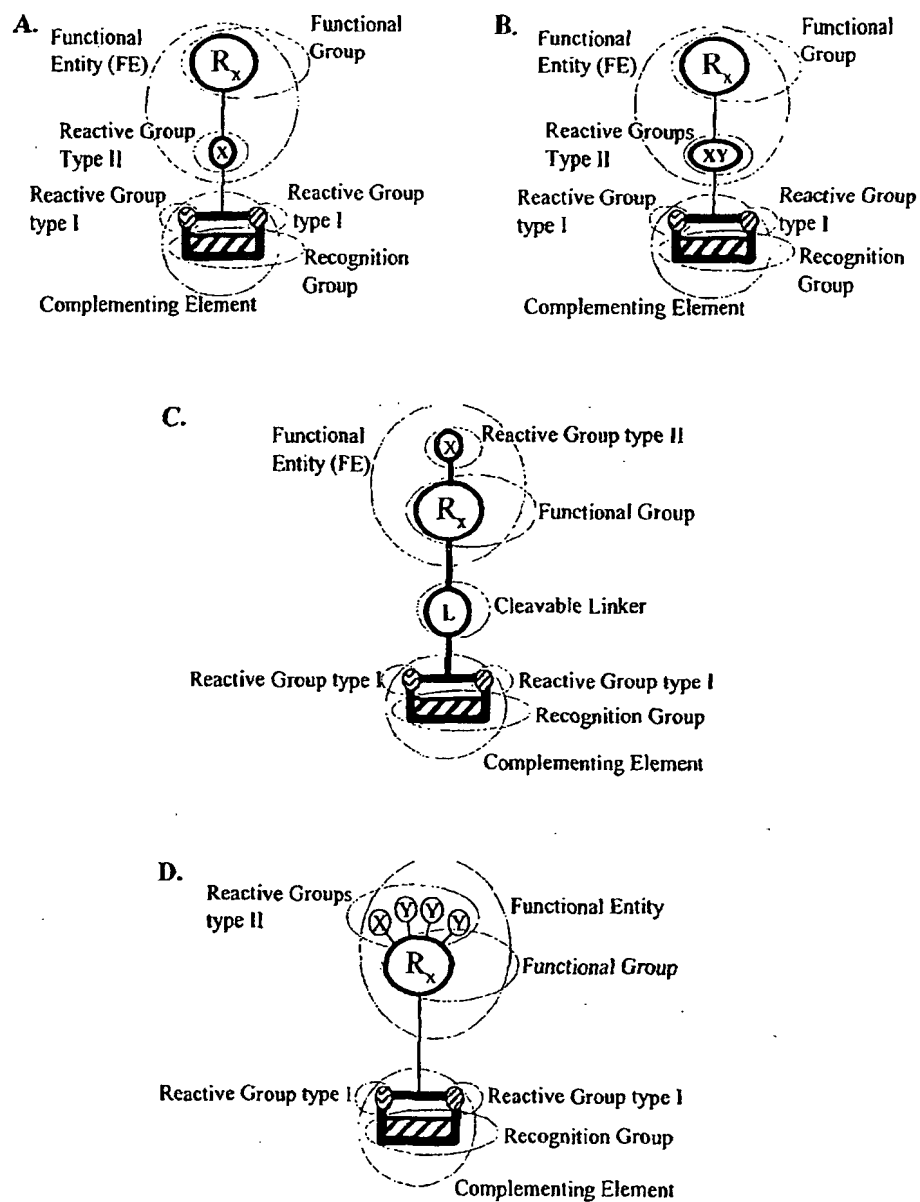 A.
Functional
Entity (FE)
Functional
Group
Rx
Reactive Group
Type II
X
Reactive Group
type I
Reactive Group
type I
Recognition
Group
Complementing Element
B.
Functional
Entity (FE)
Functional
Group
Rx
Reactive Groups
Type II
XY
Reactive Group
type I
Reactive Group
type I
Recognition
Group
Complementing Element
C.
Functional
Entity (FE)
X
Reactive Group type II
Rx
Functional Group
L
Cleavable Linker
Reactive Group type I
Reactive Group type I
Recognition Group
Complementing Element
D.
Reactive Groups
type II
X Y Y Y
Functional Entity
Rx
Functional Group
Reactive Group type I
Reactive Group type I
Recognition Group
Complementing Element